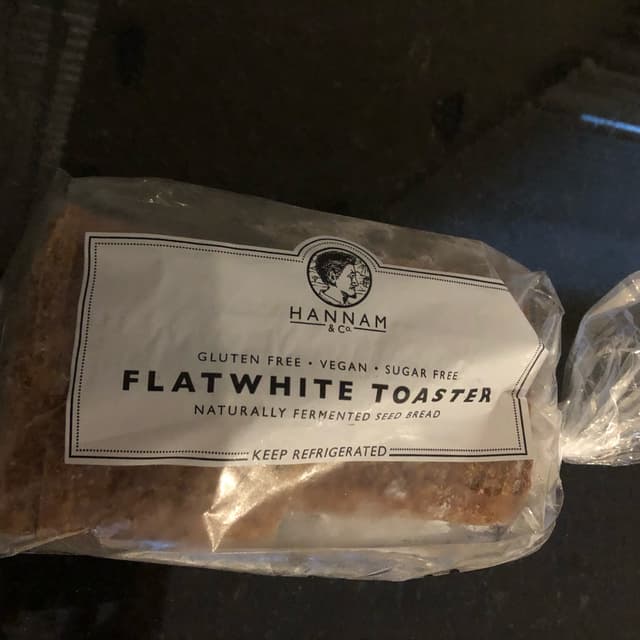 HANNAM
& Co.
GLUTEN FREE • VEGAN • SUGAR FREE
FLATWHITE TOASTER
NATURALLY FERMENTED SEED BREAD
KEEP REFRIGERATED